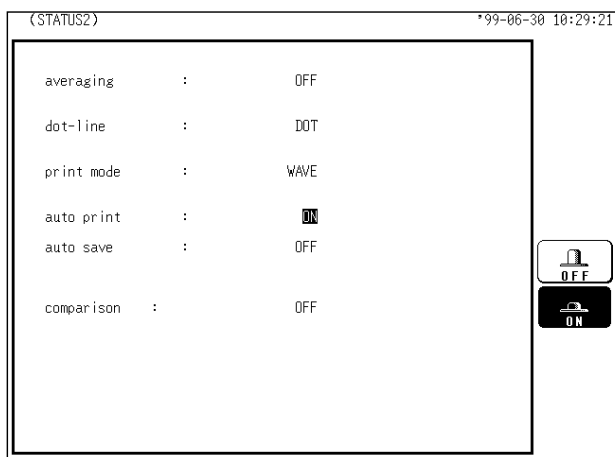 (STATUS2) '99-06-30 10:29:21
averaging : OFF
dot-line : DOT
print mode : WAVE
auto print : ON
auto save : OFF
OFF
comparison : OFF
ON